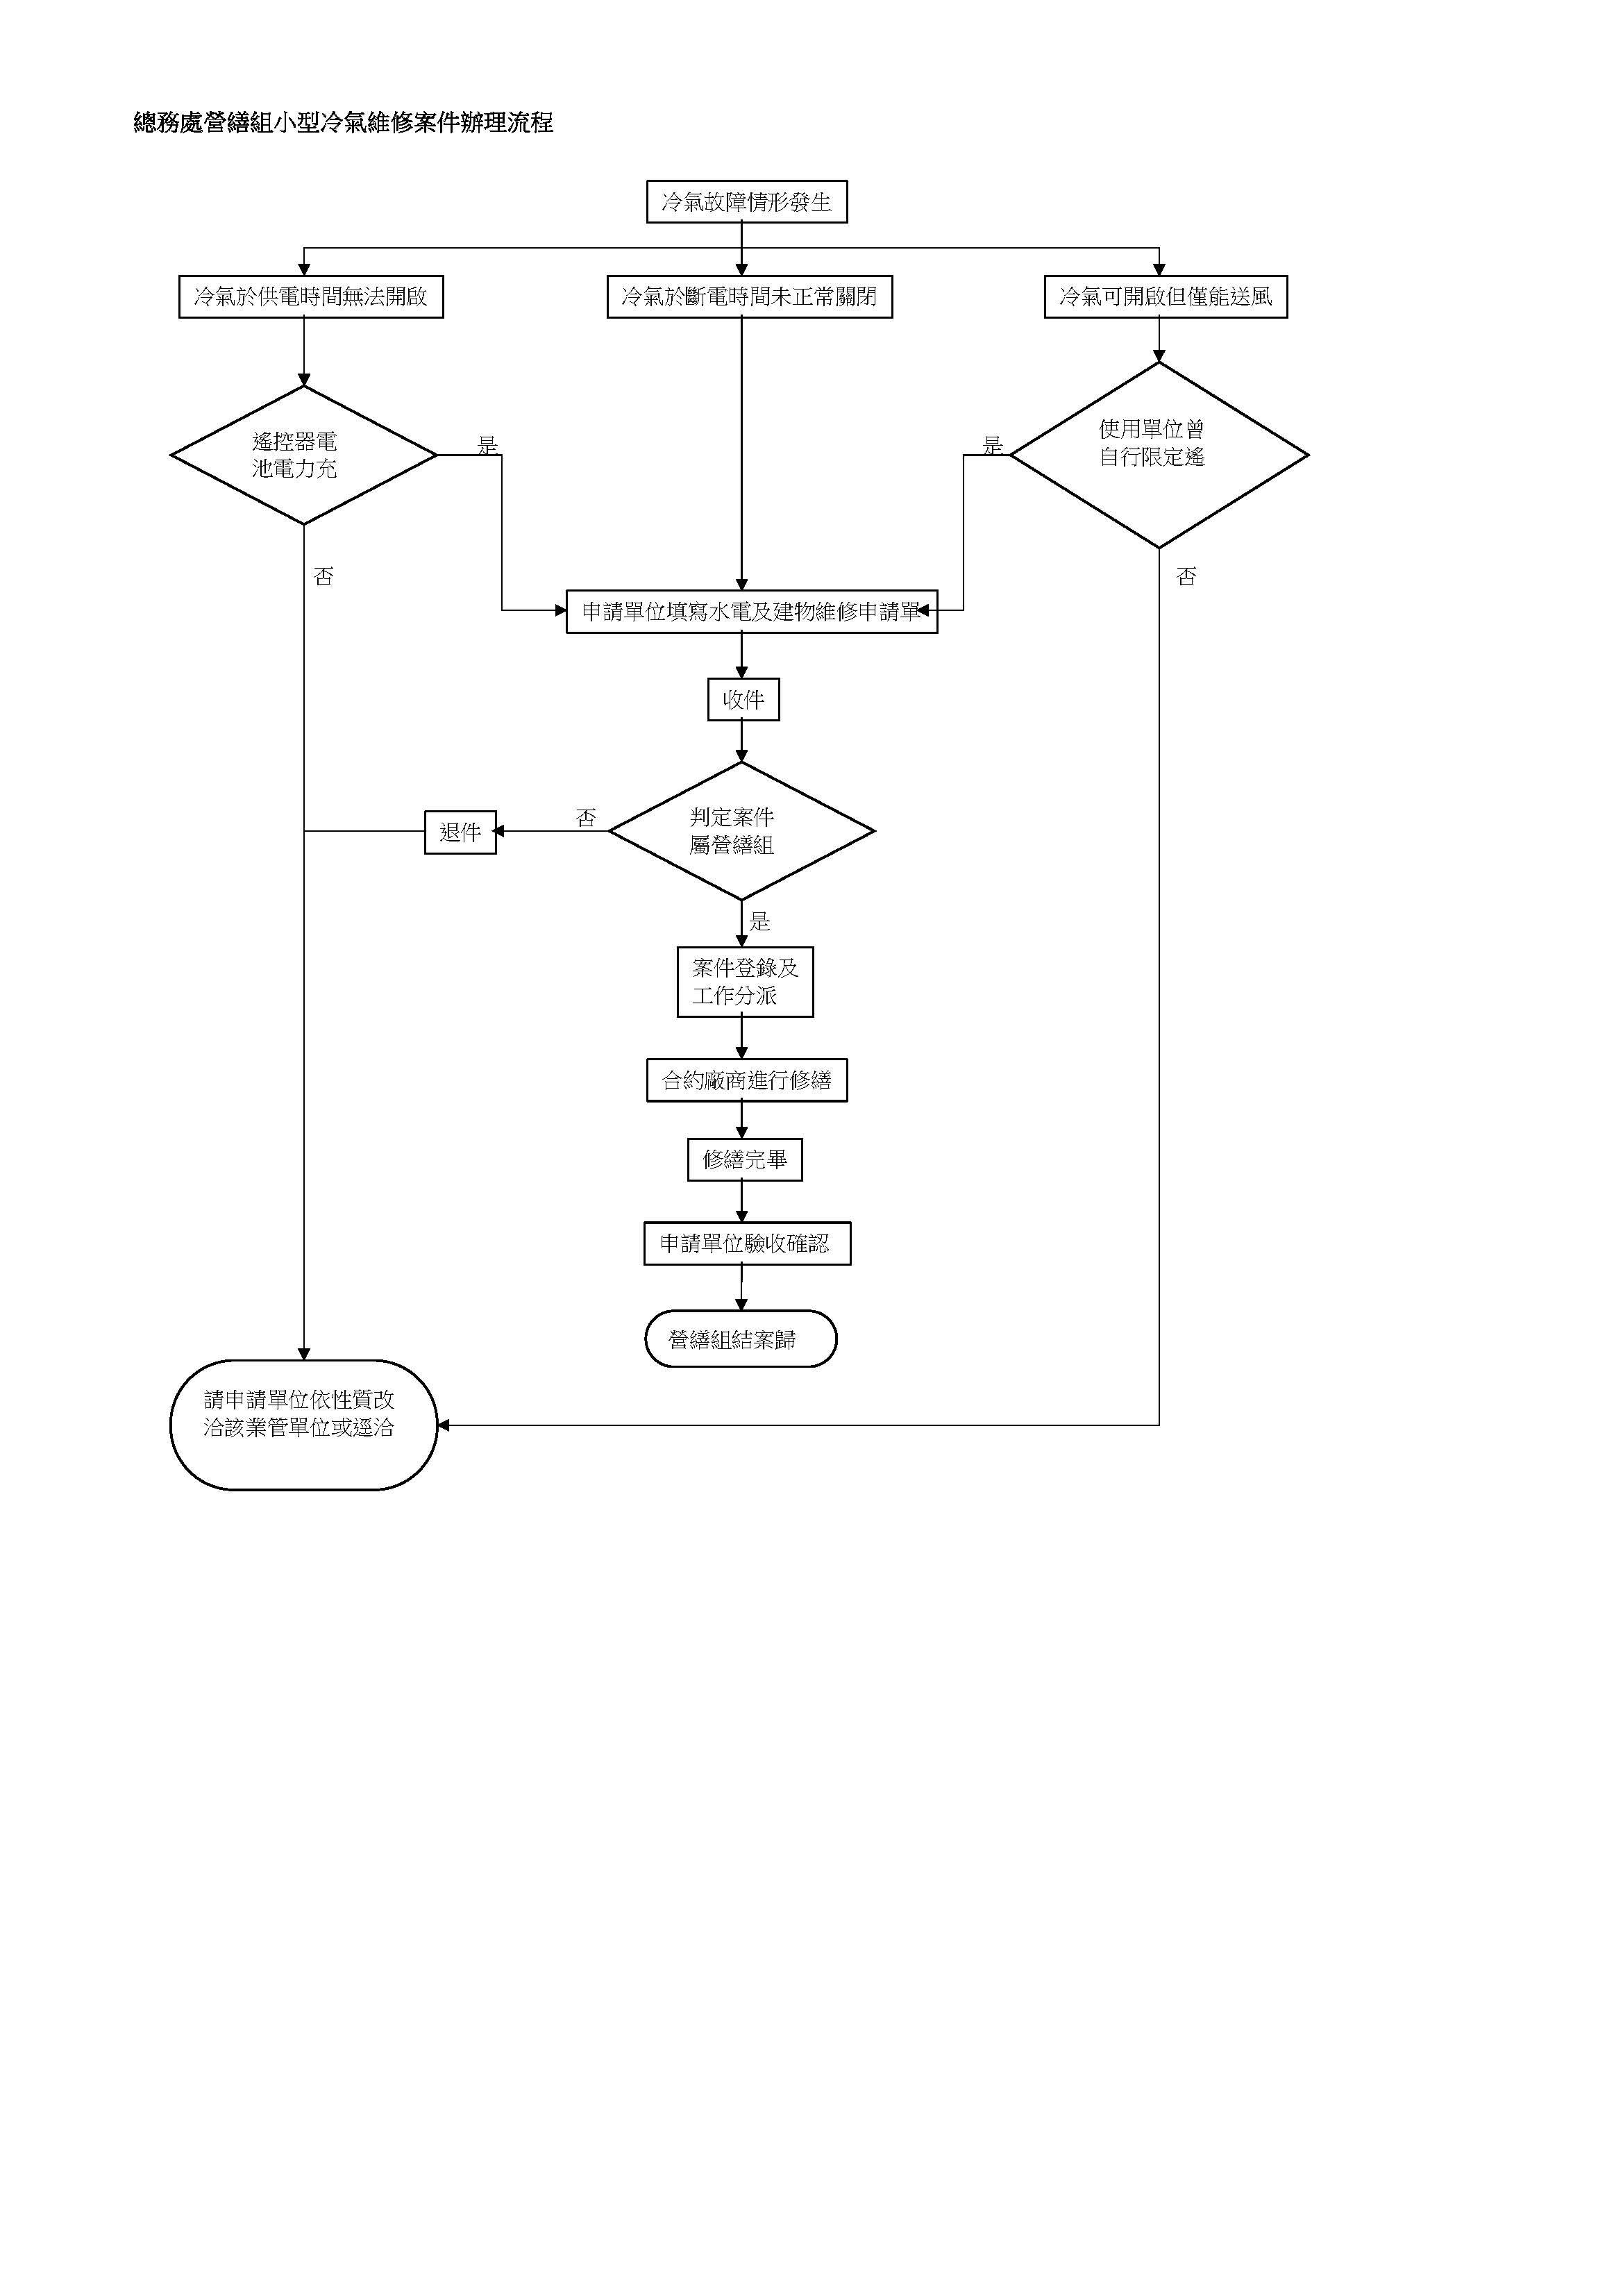 總務處營繕組小型冷氣維修案件辦理流程
冷氣故障情形發生
冷氣於供電時間無法開啟
冷氣於斷電時間未正常關閉
冷氣可開啟但僅能送風
遙控器電
池電力充
是
是
使用單位曾
自行限定遙
否
否
申請單位填寫水電及建物維修申請單
收件
退件
否
判定案件
屬營繕組
是
案件登錄及
工作分派
合約廠商進行修繕
修繕完畢
申請單位驗收確認
營繕組結案歸
請申請單位依性質改
洽該業管單位或逕洽